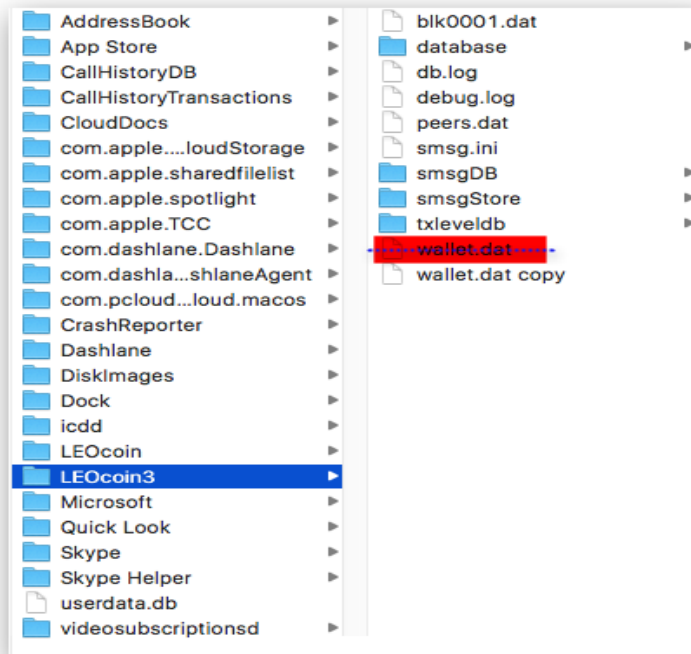 AddressBook
App Store
CallHistoryDB
CallHistoryTransactions
CloudDocs
com.apple....loudStorage
com.apple.sharedfilelist
com.apple.spotlight
com.apple.TCC
com.dashlane.Dashlane
com.dashla...shlaneAgent
com.pcloud...loud.macos
CrashReporter
Dashlane
DiskImages
Dock
icdd
LEOcoin
LEOcoin3
Microsoft
Quick Look
Skype
Skype Helper
userdata.db
videosubscriptionsd
blk0001.dat
database
db.log
debug.log
peers.dat
smsg.ini
smsgDB
smsgStore
txleveldb
wallet.dat
wallet.dat copy